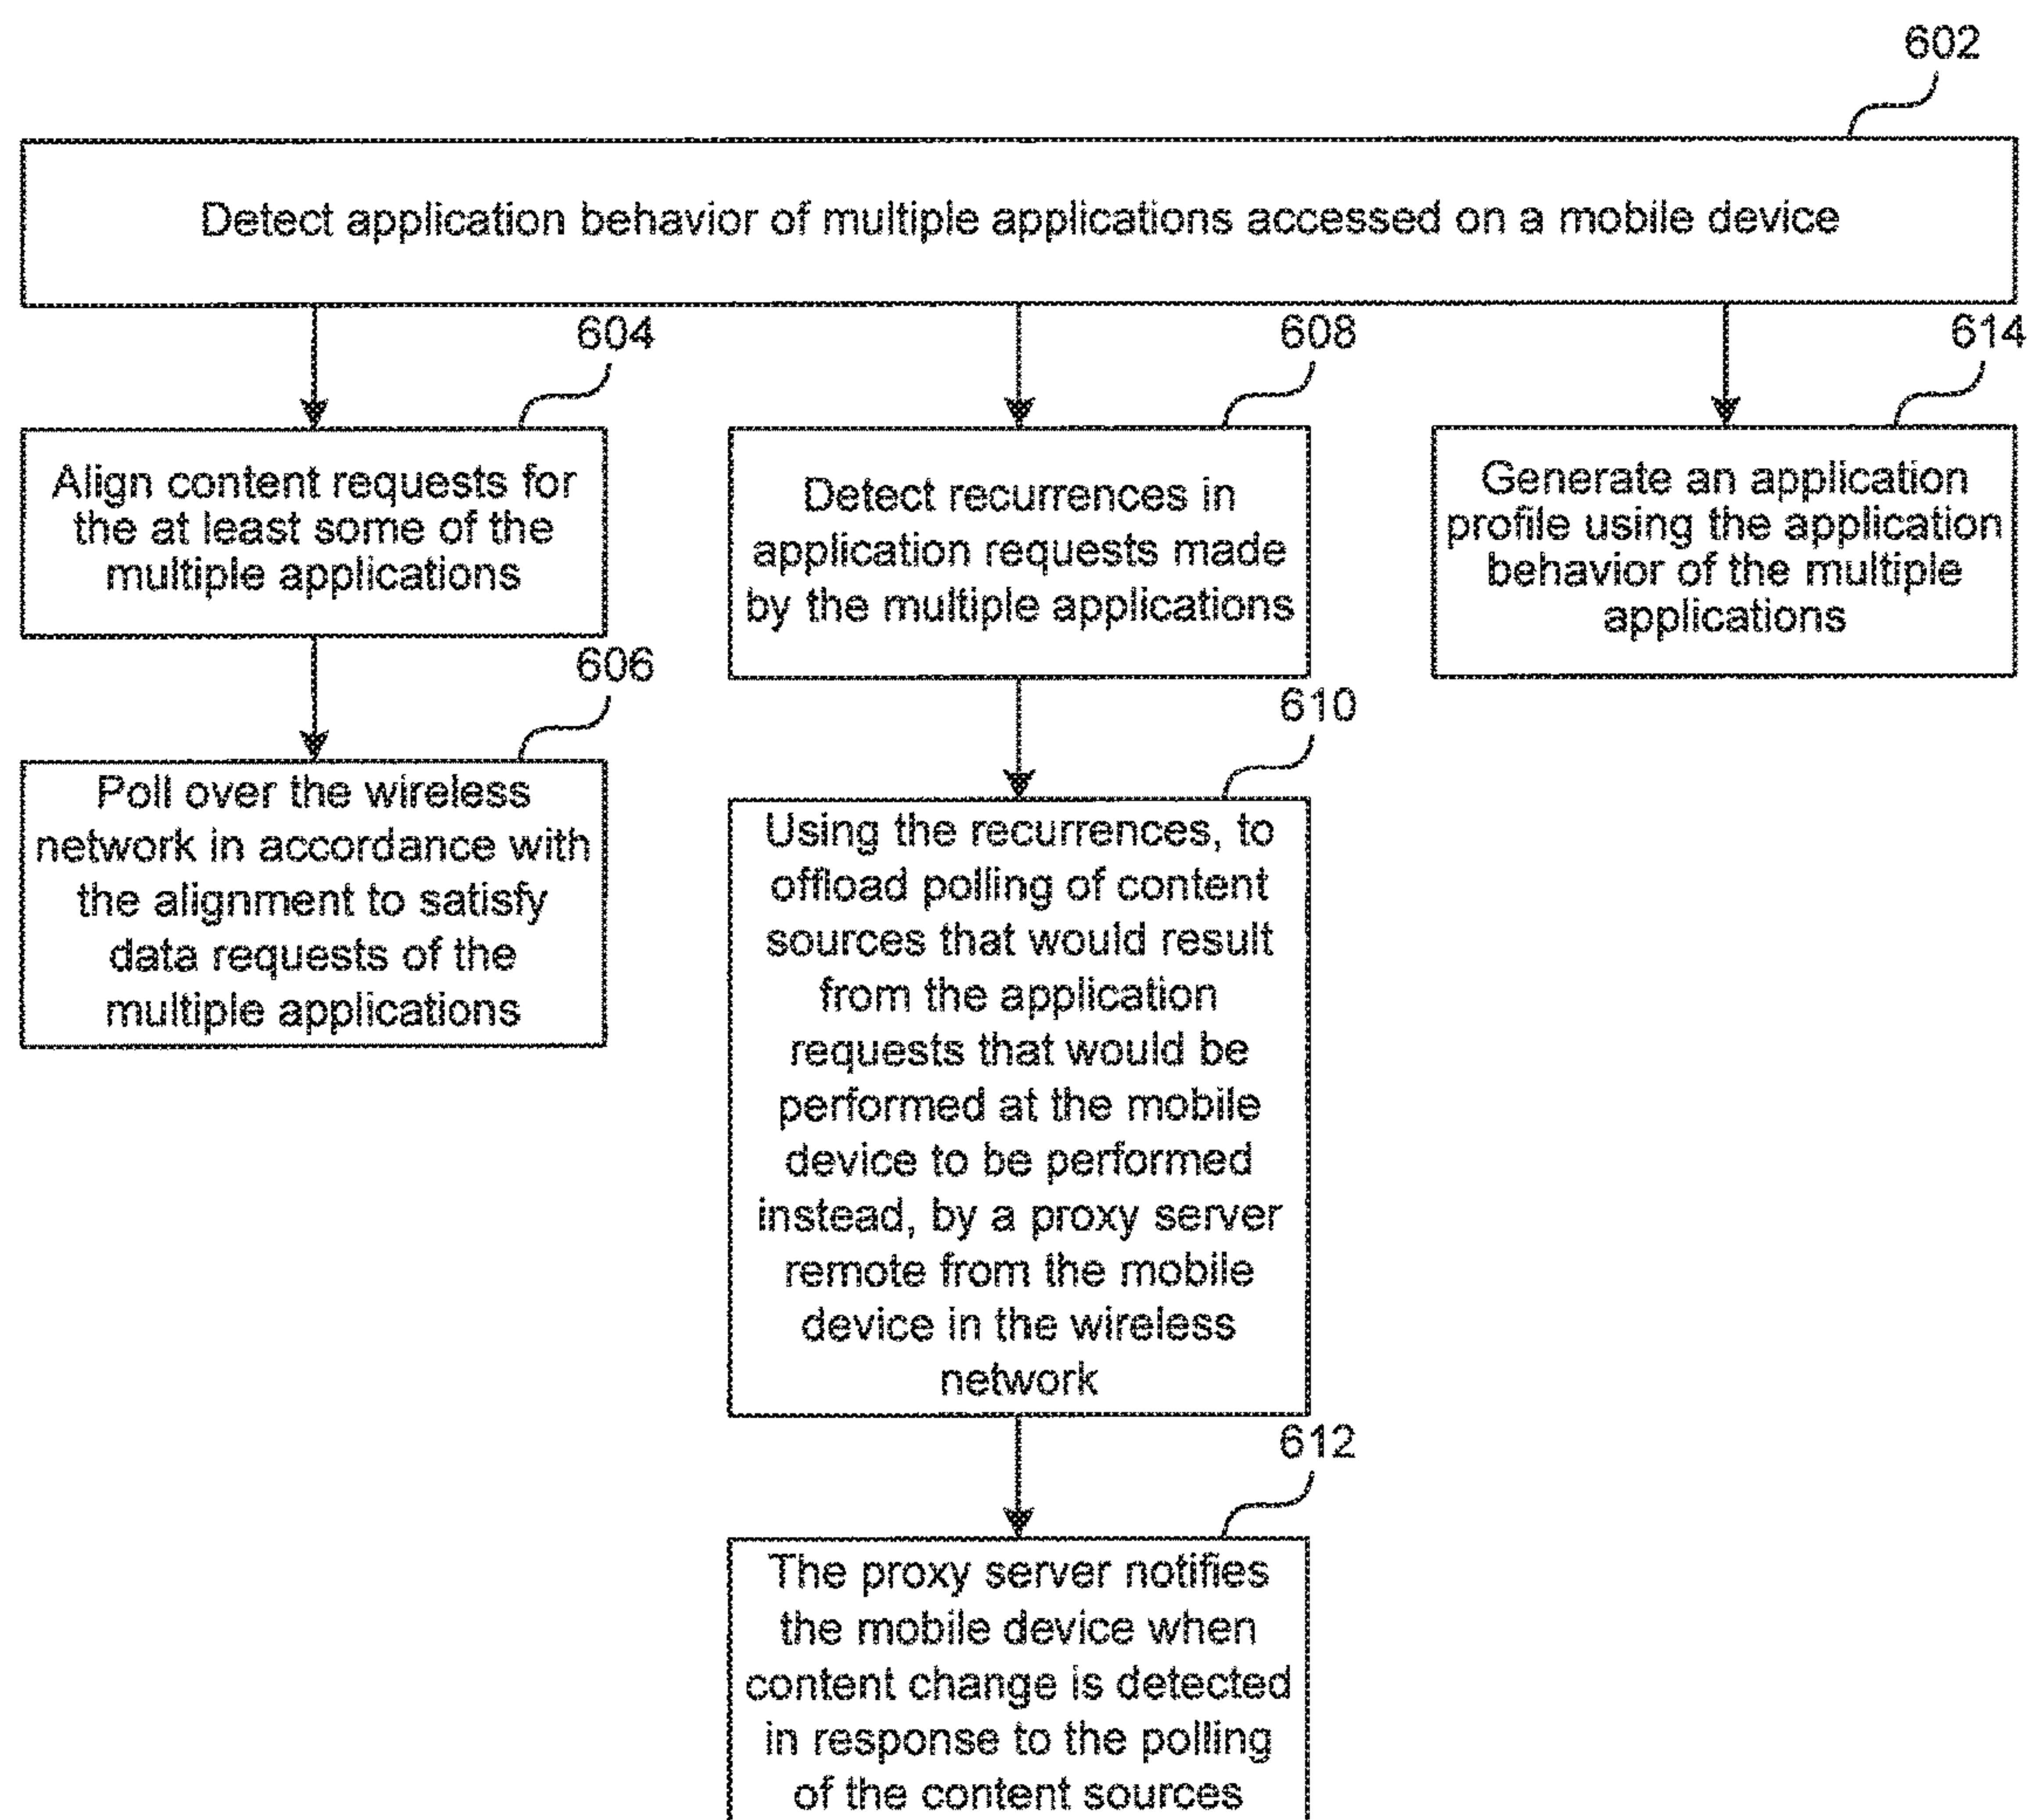 602
Detect application behavior of multiple applications accessed on a mobile device
604
608
614
Align content requests for
the at least some of the
multiple applications
Detect recurrences in
application requests made
by the multiple applications
Generate an application
profile using the application
behavior of the multiple
applications
606
610
Poll over the wireless
network in accordance with
the alignment to satisfy
data requests of the
multiple applications
Using the recurrences, to
offload polling of content
sources that would result
from the application
requests that would be
performed at the mobile
device to be performed
instead, by a proxy server
remote from the mobile
device in the wireless
network
612
The proxy server notifies
the mobile device when
content change is detected
in response to the polling
of the content sources